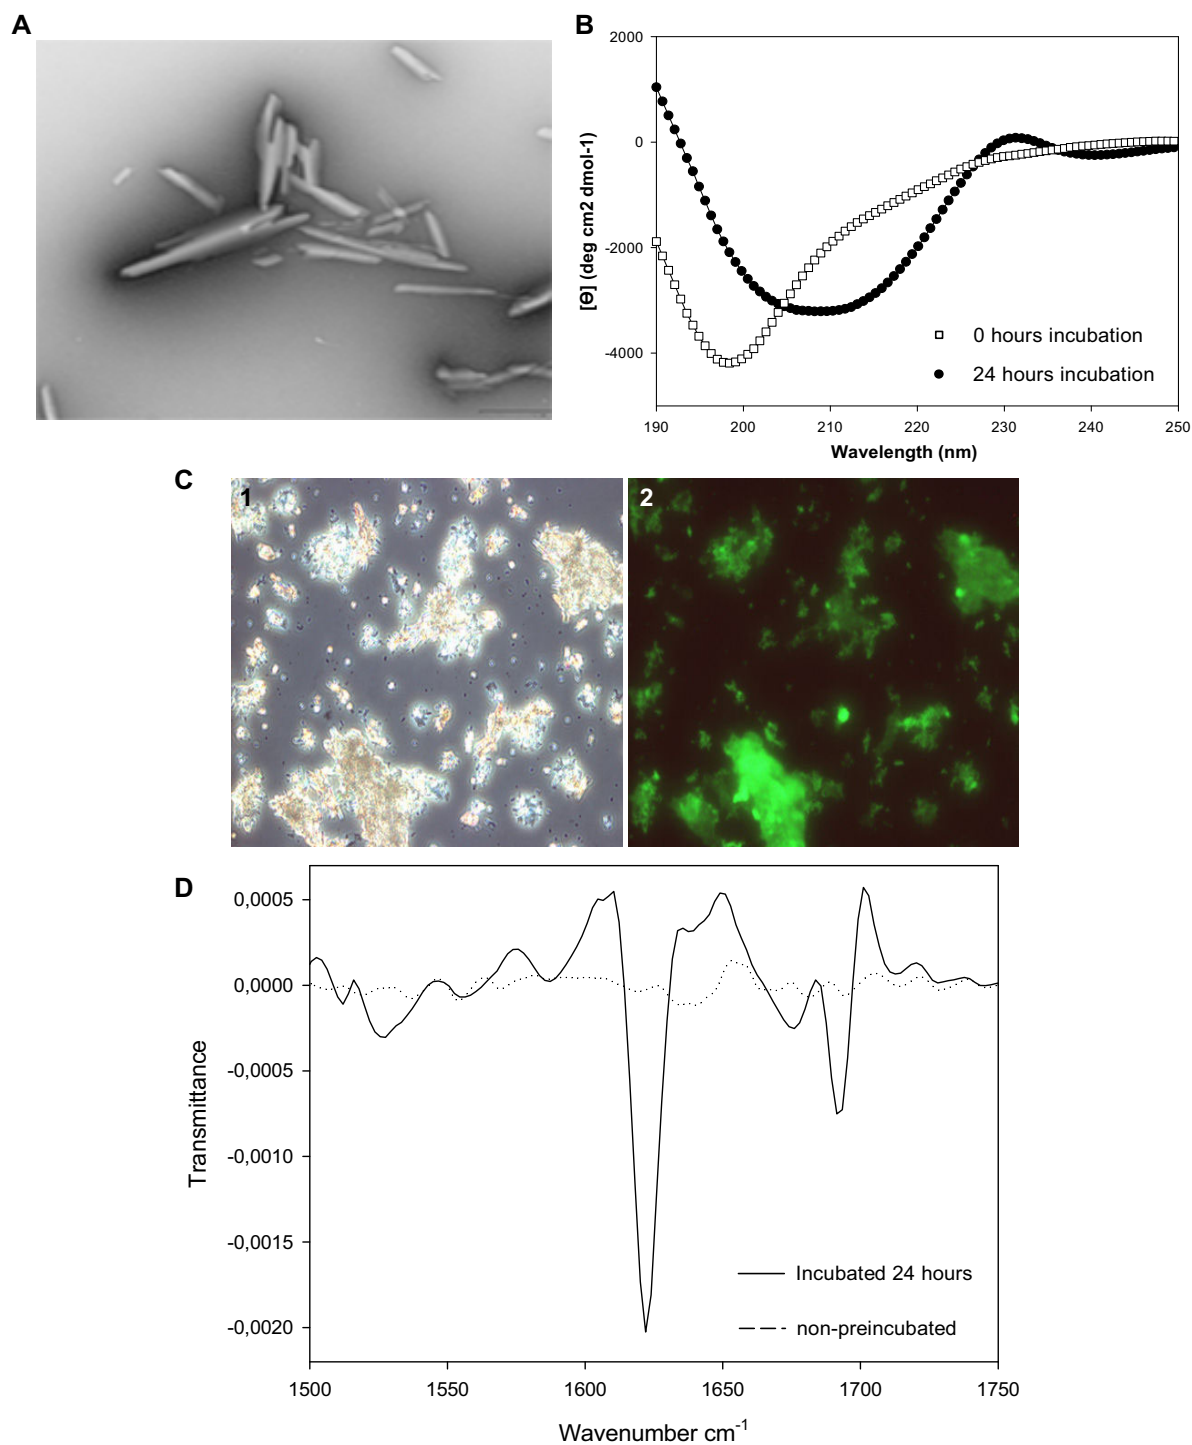 A
B
2000
0
-2000
-4000
[Θ] (deg cm2 dmol-1)
0 hours incubation
24 hours incubation
190
200
210
220
230
240
250
Wavelength (nm)
C
1
2
D
0,0005
0,0000
-0,0005
-0,0010
-0,0015
-0,0020
Transmittance
Incubated 24 hours
non-preincubated
1500
1550
1600
1650
1700
1750
Wavenumber cm⁻¹